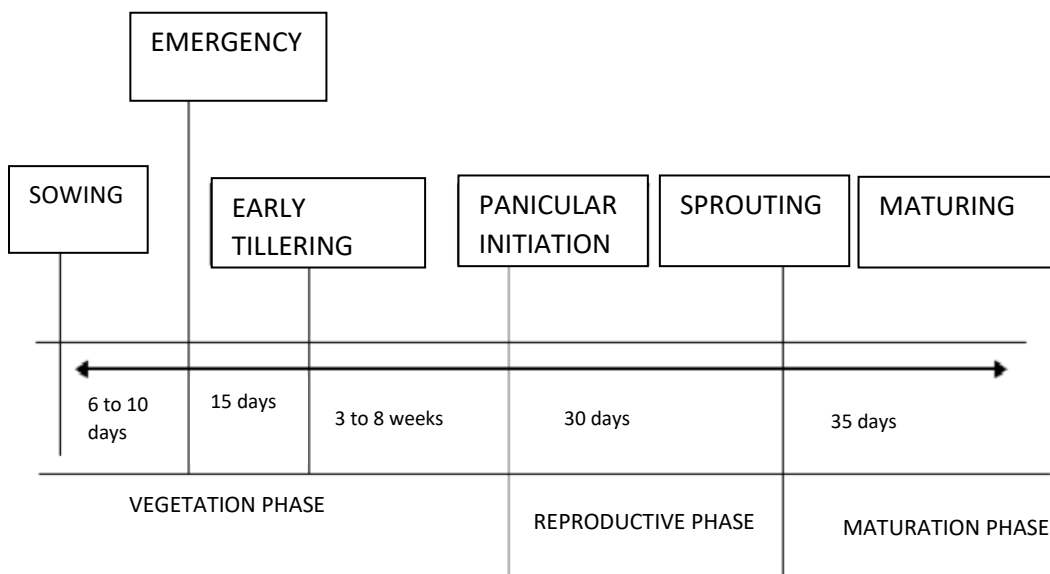 EMERGENCY
SOWING
EARLY
TILLERING
PANICULAR
INITIATION
SPROUTING
MATURING
6 to 10
days
15 days
3 to 8 weeks
30 days
35 days
VEGETATION PHASE
REPRODUCTIVE PHASE
MATURATION PHASE